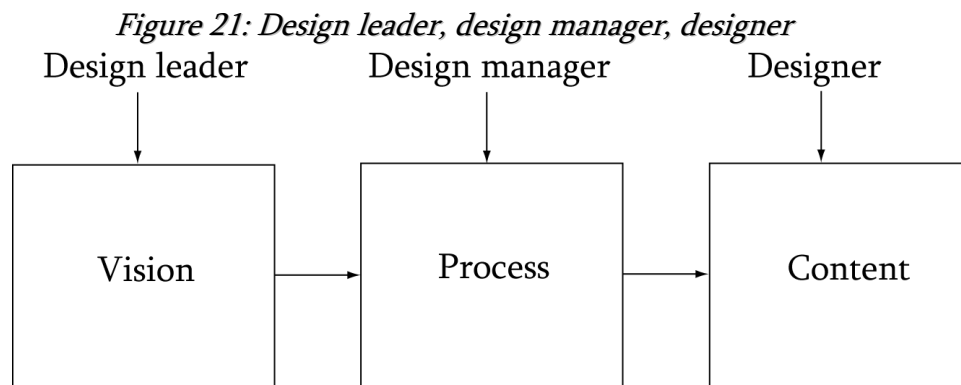 Figure 21: Design leader, design manager, designer
Design leader Design manager Designer
Vision Process Content